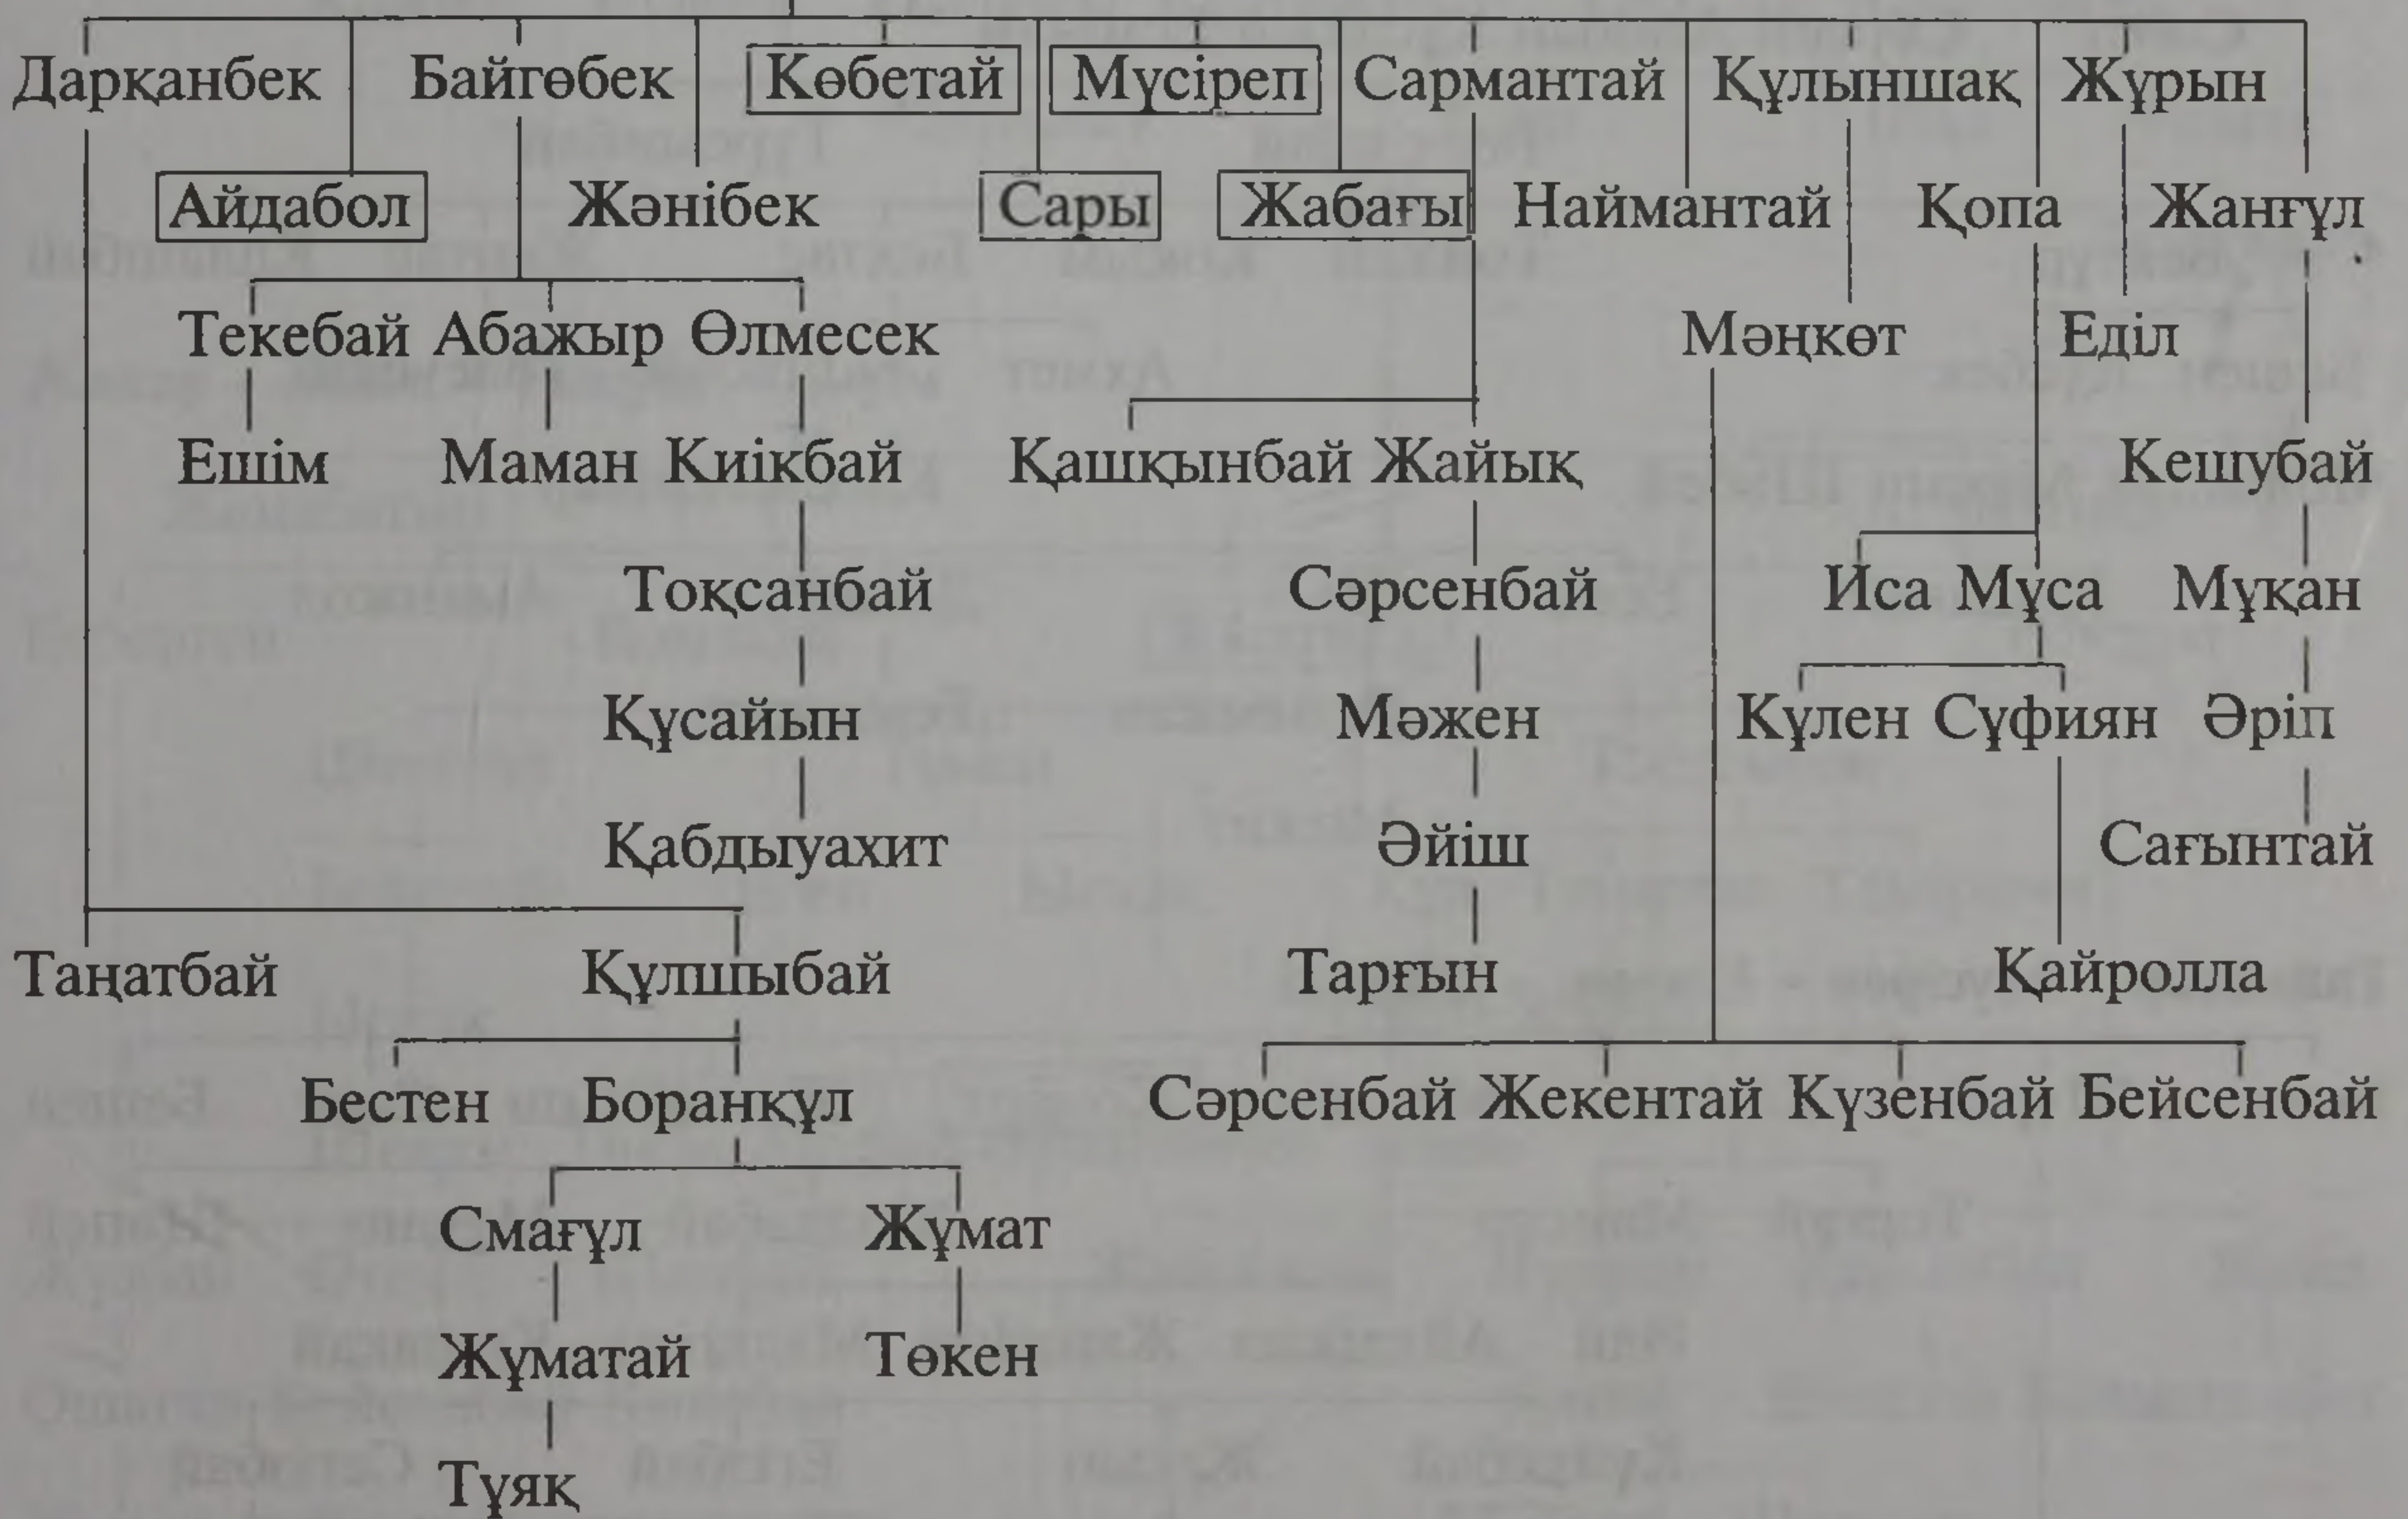 Дарқанбек Байгөбек Көбетай Мүсіреп Сармантай Құлыншақ Жұрын
Айдабол Жәнібек Сары Жабағы Наймантай Қопа Жанғұл
Текебай Абажыр Өлмесек Мәңкөт Еділ
Ешім Маман Киікбай Қашқынбай Жайық Кешубай
Тоқсанбай Сәрсенбай Иса Мұса Мұқан
Құсайын Мәжен Күлен Сұфиян Әріп
Қабдыуахит Әйіш Сағынтай
Таңатбай Құлшыбай Тарғын Қайролла
Бестен Боранқұл Сәрсенбай Жекентай Күзенбай Бейсенбай
Смағұл Жұмат
Жұматай Төкен
Тұяқ